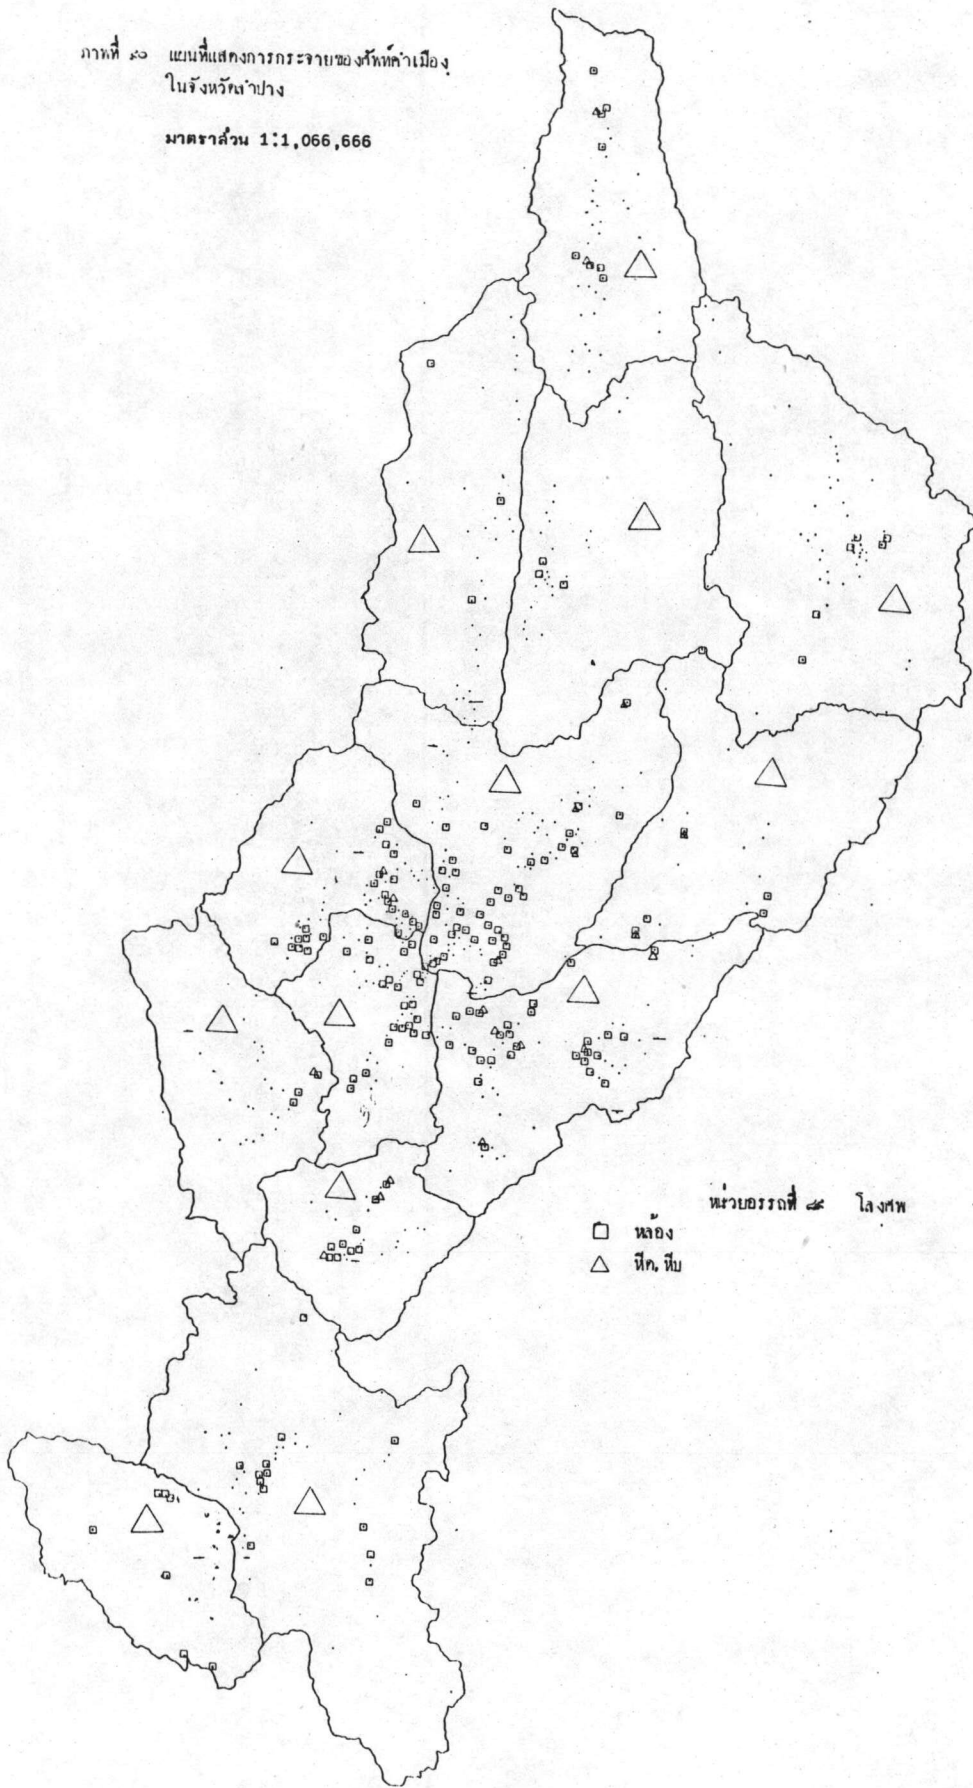 ภาพที่ ๙๐ แผนที่แสดงการกระจายของศัพท์คำเมือง
ในจังหวัดลำปาง
มาตราส่วน 1:1,066,666
หน่วยอรรถที่ โลงศพ
หล้อง
หีด, หีบ